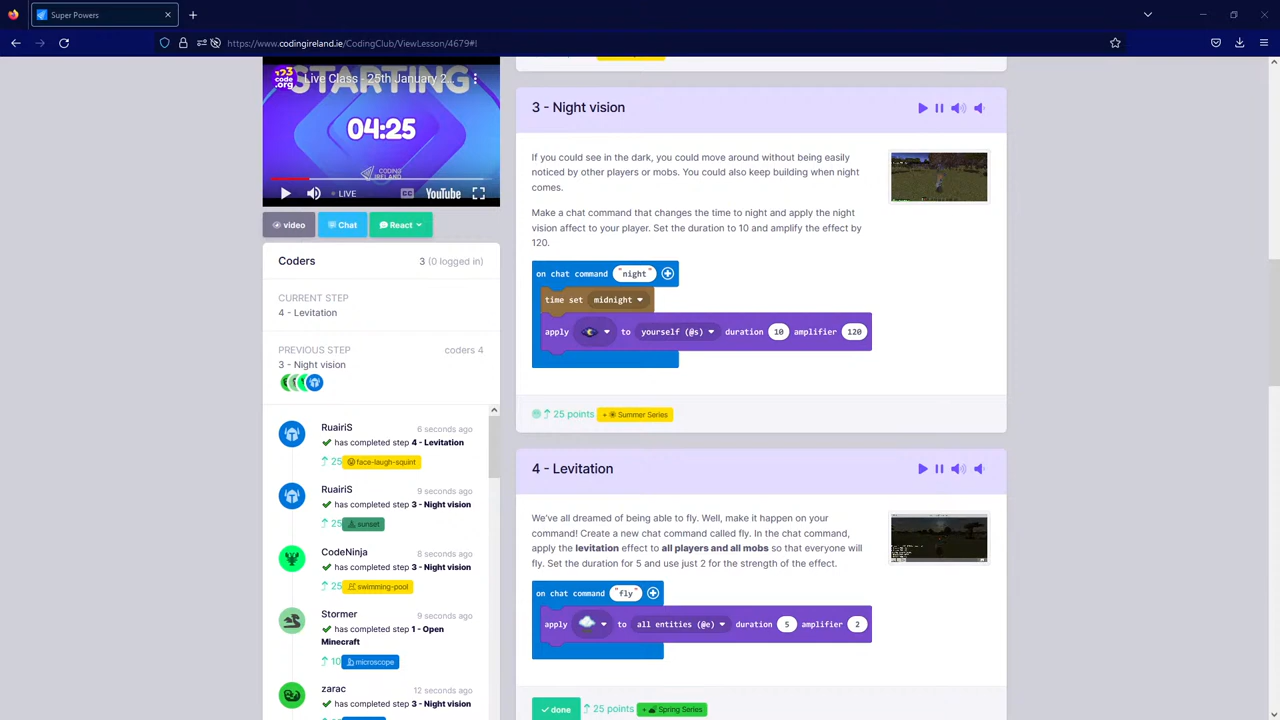 Super Powers
https://www.codingireland.ie/CodingClub/ViewLesson/4679#!
123
code
.org
Live Class - 25th January 2...
STARTING
04:25
CODING
IRELAND
LIVE
CC
YouTube
video
Chat
React
Coders
3 (0 logged in)
CURRENT STEP
4 - Levitation
PREVIOUS STEP
coders 4
3 - Night vision
RuairiS
6 seconds ago
has completed step 4 - Levitation
25 face-laugh-squint
RuairiS
9 seconds ago
has completed step 3 - Night vision
25 sunset
CodeNinja
8 seconds ago
has completed step 3 - Night vision
25 swimming-pool
Stormer
9 seconds ago
has completed step 1 - Open
Minecraft
10 microscope
zarac
12 seconds ago
has completed step 3 - Night vision
3 - Night vision
If you could see in the dark, you could move around without being easily
noticed by other players or mobs. You could also keep building when night
comes.
Make a chat command that changes the time to night and apply the night
vision affect to your player. Set the duration to 10 and amplify the effect by
120.
on chat command "night"
time set midnight
apply to yourself (@s) duration 10 amplifier 120
25 points + Summer Series
4 - Levitation
We've all dreamed of being able to fly. Well, make it happen on your
command! Create a new chat command called fly. In the chat command,
apply the levitation effect to all players and all mobs so that everyone will
fly. Set the duration for 5 and use just 2 for the strength of the effect.
on chat command "fly"
apply to all entities (@e) duration 5 amplifier 2
done 25 points + Spring Series